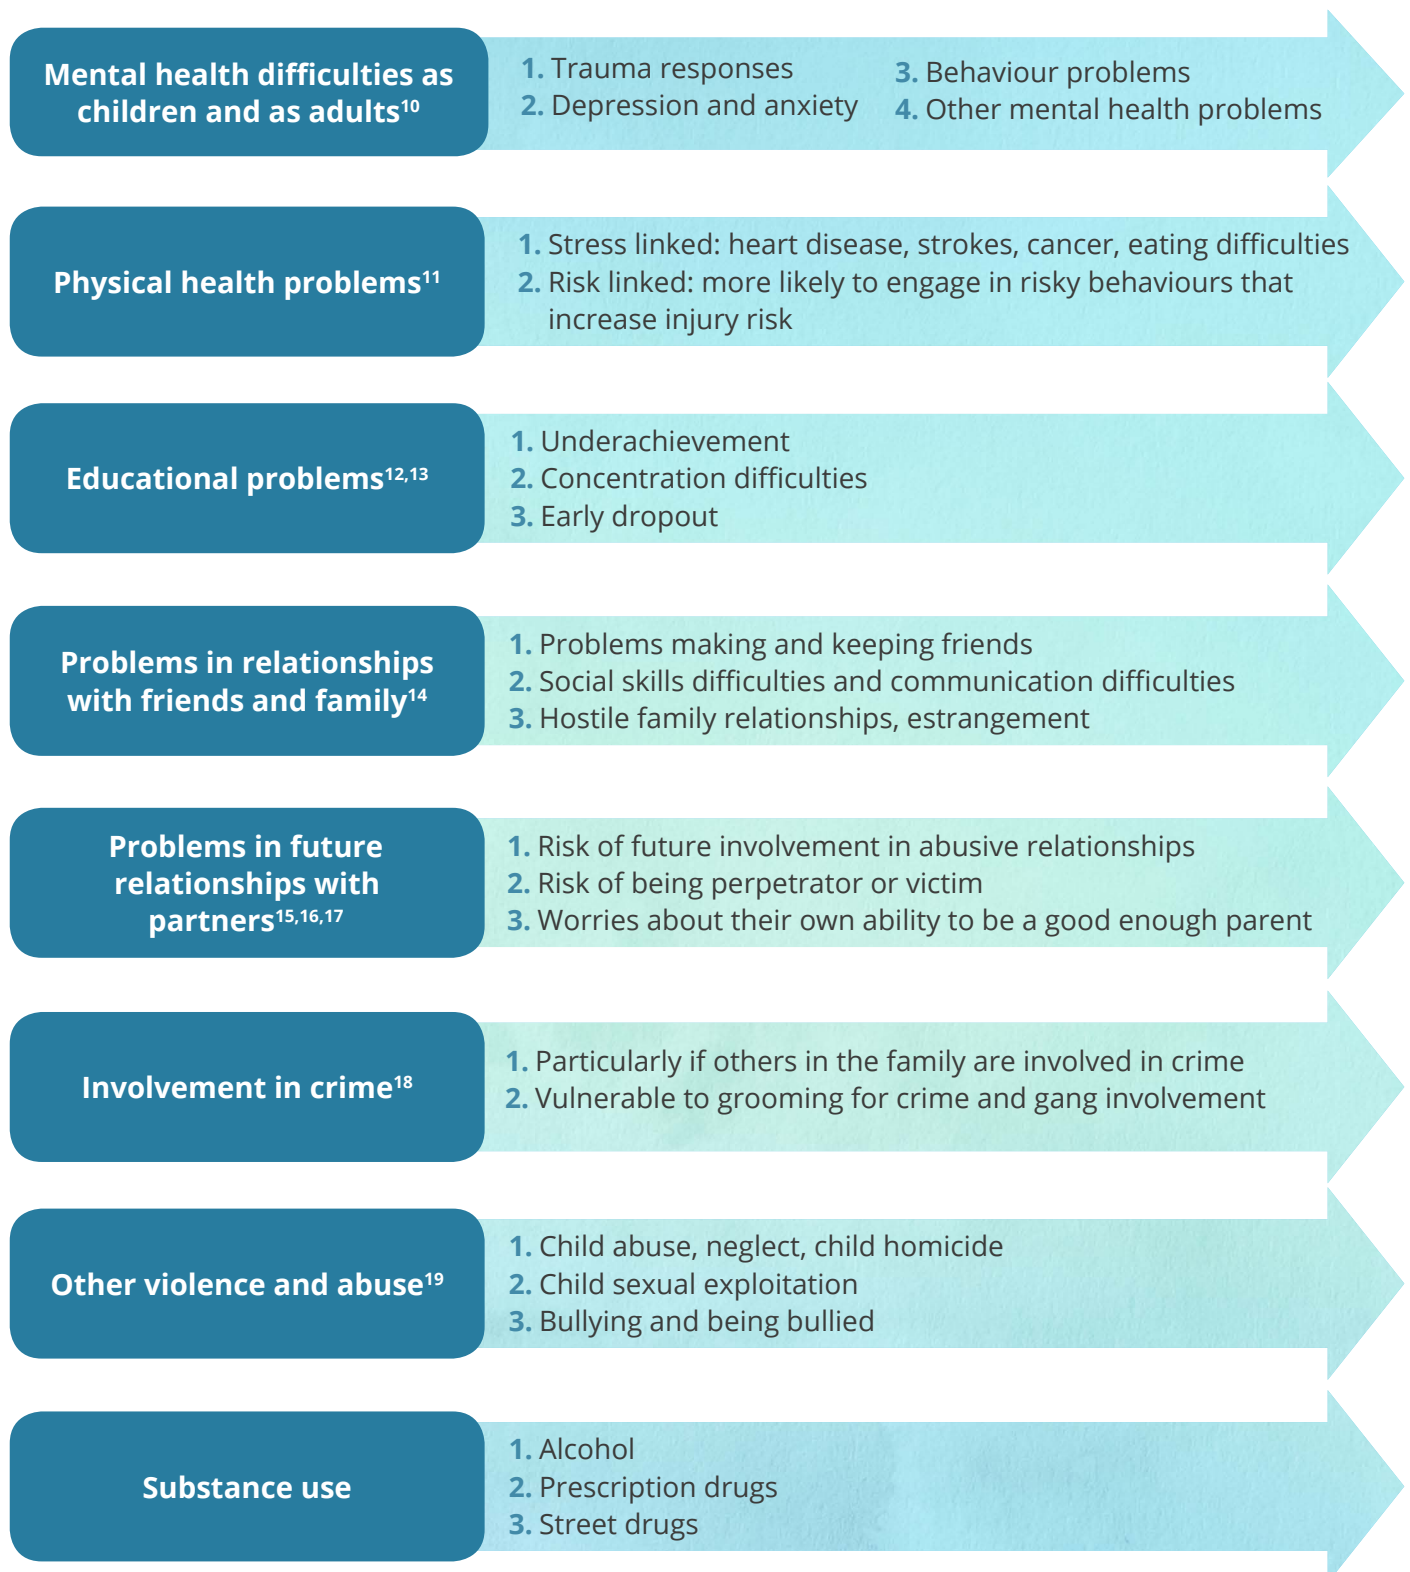 Mental health difficulties as
children and as adults10
1. Trauma responses
2. Depression and anxiety
3. Behaviour problems
4. Other mental health problems
Physical health problems11
1. Stress linked: heart disease, strokes, cancer, eating difficulties
2. Risk linked: more likely to engage in risky behaviours that
increase injury risk
Educational problems12,13
1. Underachievement
2. Concentration difficulties
3. Early dropout
Problems in relationships
with friends and family14
1. Problems making and keeping friends
2. Social skills difficulties and communication difficulties
3. Hostile family relationships, estrangement
Problems in future
relationships with
partners15,16,17
1. Risk of future involvement in abusive relationships
2. Risk of being perpetrator or victim
3. Worries about their own ability to be a good enough parent
Involvement in crime18
1. Particularly if others in the family are involved in crime
2. Vulnerable to grooming for crime and gang involvement
Other violence and abuse19
1. Child abuse, neglect, child homicide
2. Child sexual exploitation
3. Bullying and being bullied
Substance use
1. Alcohol
2. Prescription drugs
3. Street drugs